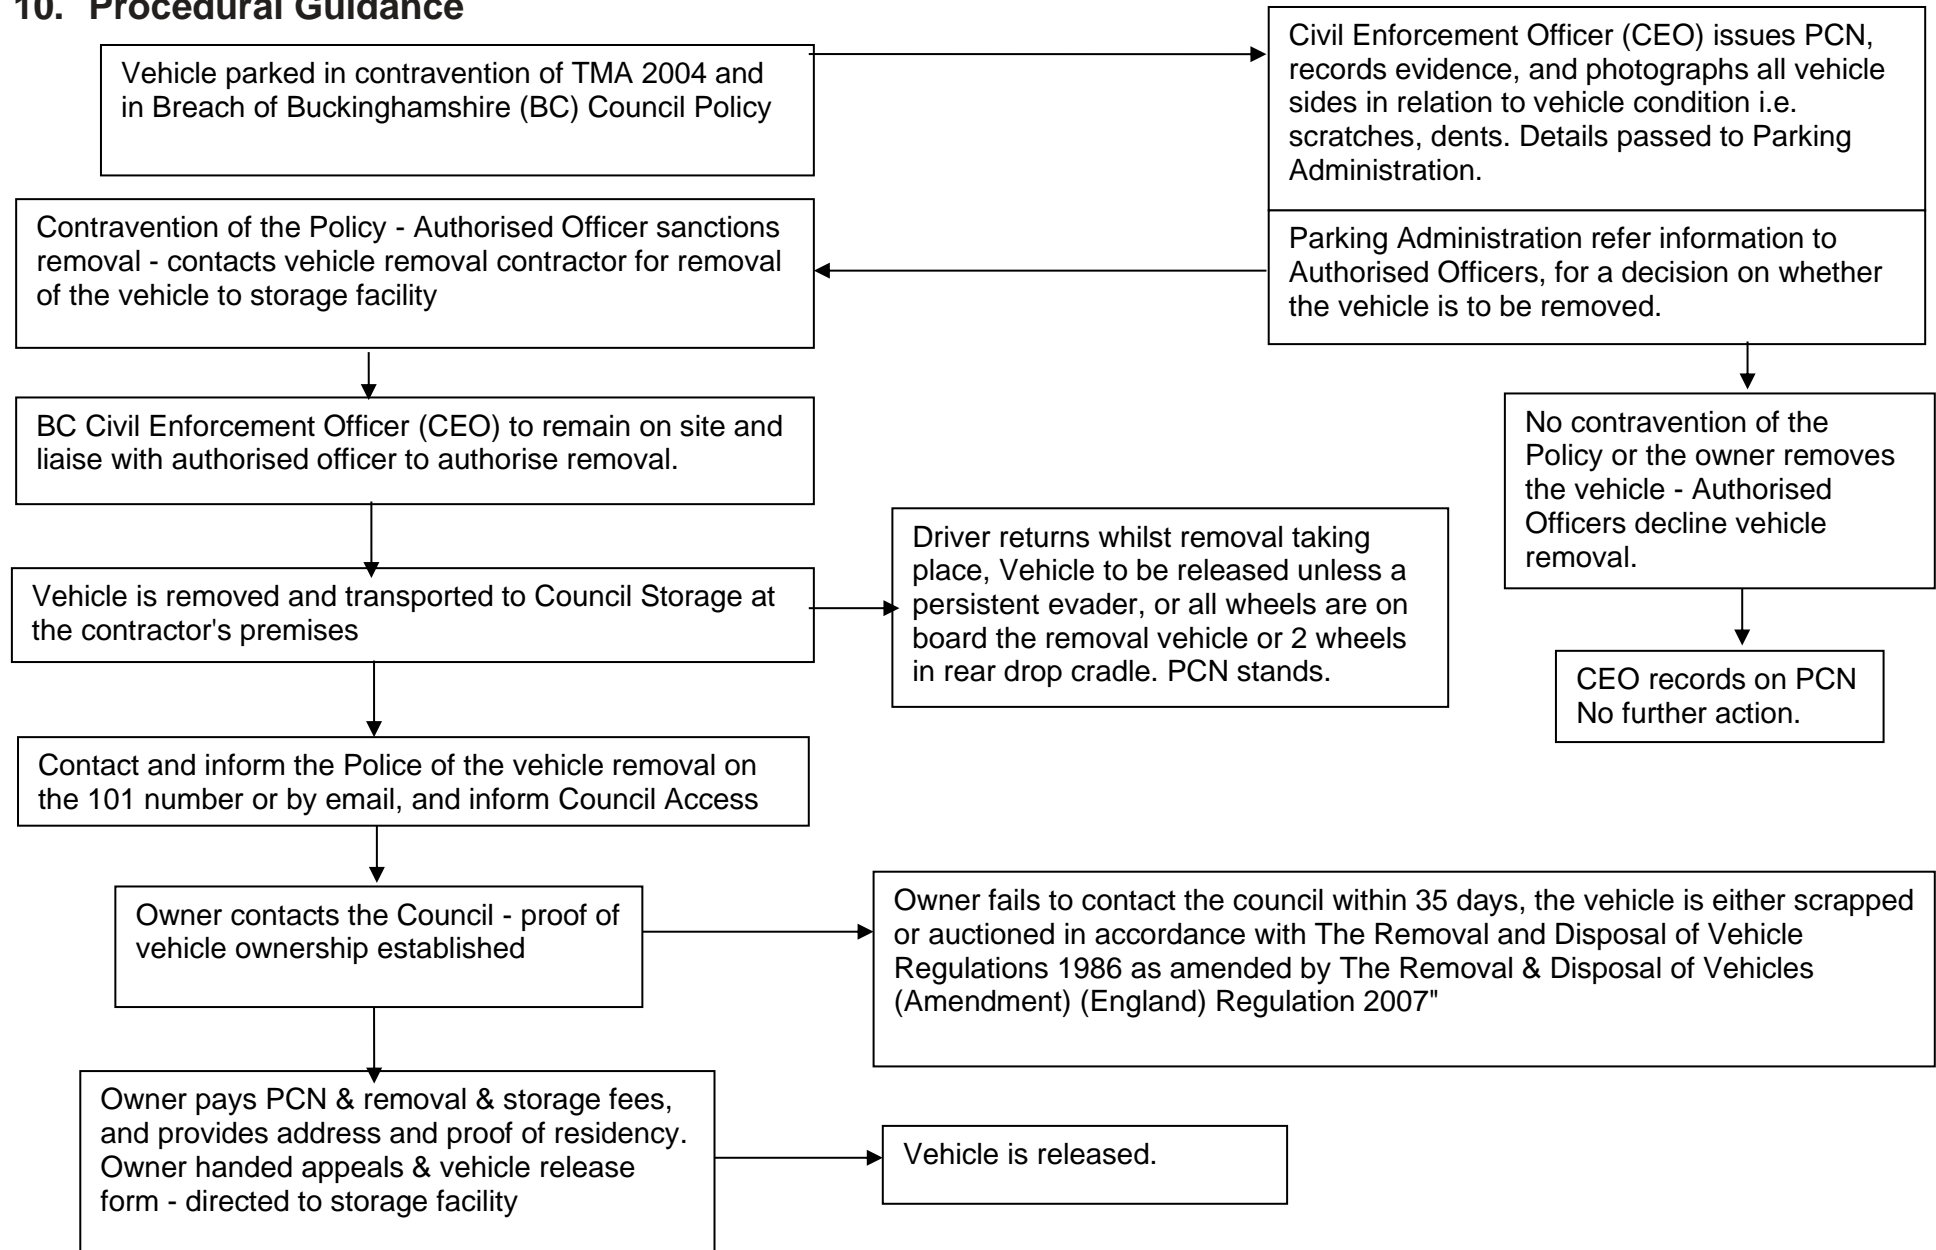 10. Procedural Guidance
Vehicle parked in contravention of TMA 2004 and
in Breach of Buckinghamshire (BC) Council Policy
Civil Enforcement Officer (CEO) issues PCN,
records evidence, and photographs all vehicle
sides in relation to vehicle condition i.e.
scratches, dents. Details passed to Parking
Administration.
Parking Administration refer information to
Authorised Officers, for a decision on whether
the vehicle is to be removed.
Contravention of the Policy - Authorised Officer sanctions
removal - contacts vehicle removal contractor for removal
of the vehicle to storage facility
No contravention of the
Policy or the owner removes
the vehicle - Authorised
Officers decline vehicle
removal.
CEO records on PCN
No further action.
BC Civil Enforcement Officer (CEO) to remain on site and
liaise with authorised officer to authorise removal.
Vehicle is removed and transported to Council Storage at
the contractor's premises
Driver returns whilst removal taking
place, Vehicle to be released unless a
persistent evader, or all wheels are on
board the removal vehicle or 2 wheels
in rear drop cradle. PCN stands.
Contact and inform the Police of the vehicle removal on
the 101 number or by email, and inform Council Access
Owner contacts the Council - proof of
vehicle ownership established
Owner fails to contact the council within 35 days, the vehicle is either scrapped
or auctioned in accordance with The Removal and Disposal of Vehicle
Regulations 1986 as amended by The Removal & Disposal of Vehicles
(Amendment) (England) Regulation 2007"
Owner pays PCN & removal & storage fees,
and provides address and proof of residency.
Owner handed appeals & vehicle release
form - directed to storage facility
Vehicle is released.